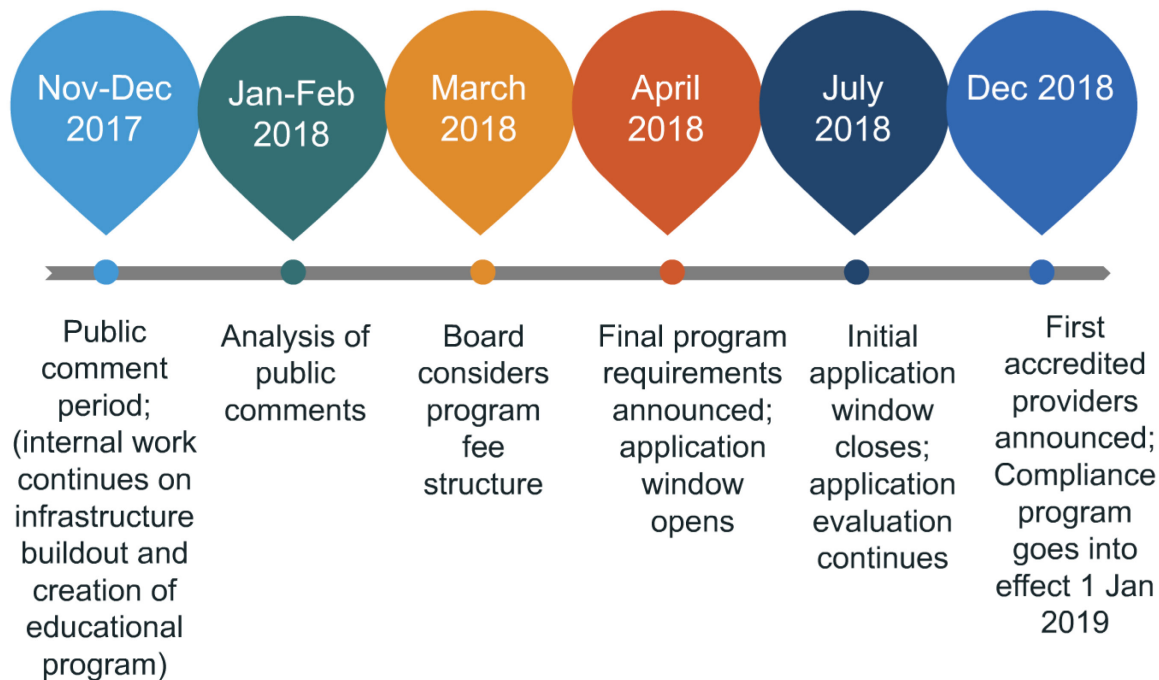 Nov-Dec
2017
Jan-Feb
2018
March
2018
April
2018
July
2018
Dec 2018
Public
comment
period;
(internal work
continues on
infrastructure
buildout and
creation of
educational
program)
Analysis of
public
comments
Board
considers
program
fee
structure
Final program
requirements
announced;
application
window
opens
Initial
application
window
closes;
application
evaluation
continues
First
accredited
providers
announced;
Compliance
program
goes into
effect 1 Jan
2019